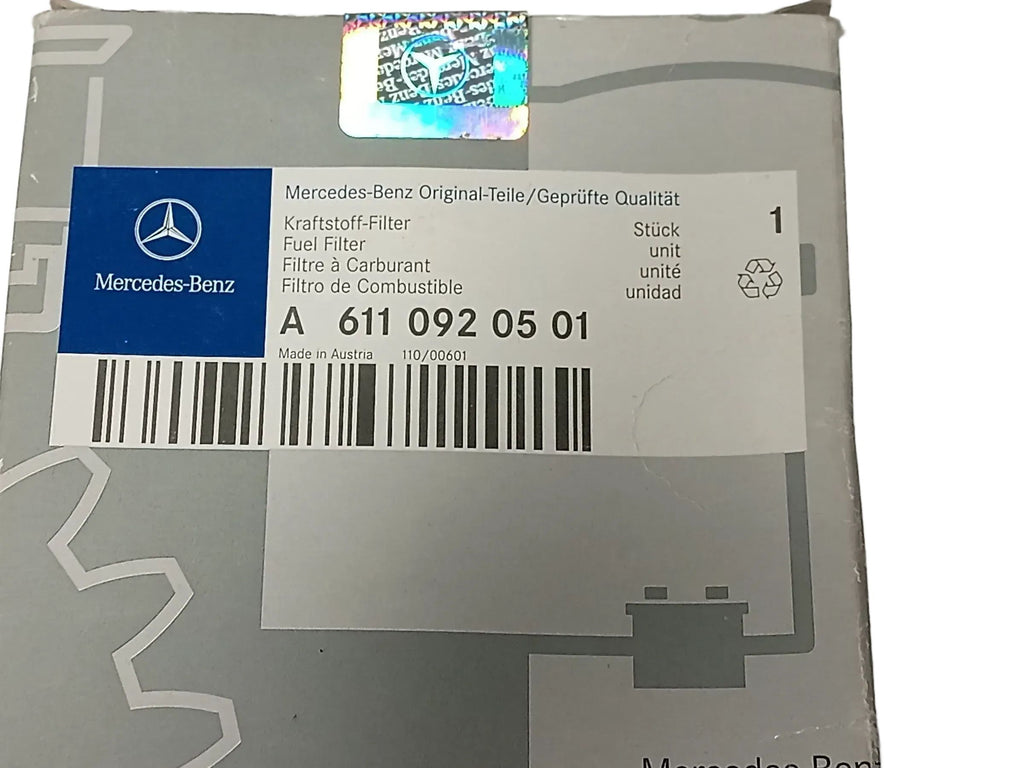 Mercedes-Benz Original-Teile/Geprüfte Qualität
Mercedes-Benz
Kraftstoff-Filter
Fuel Filter
Filtre à Carburant
Filtro de Combustible
Stück
unit
unité
unidad
1
A 611 092 05 01
Made in Austria 110/00601